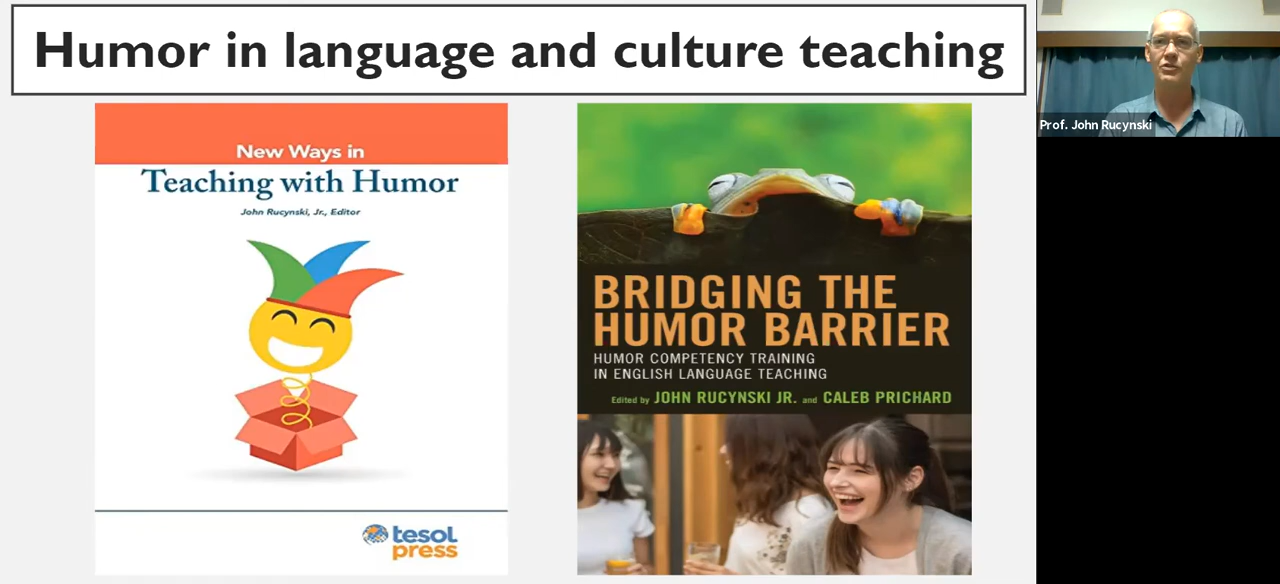 Humor in language and culture teaching
New Ways in
Teaching with Humor
John Rucynski, Jr., Editor
tesol
press
BRIDGING THE
HUMOR BARRIER
HUMOR COMPETENCY TRAINING
IN ENGLISH LANGUAGE TEACHING
Edited by JOHN RUCYNSKI JR. and CALEB PRICHARD
Prof. John Rucynski